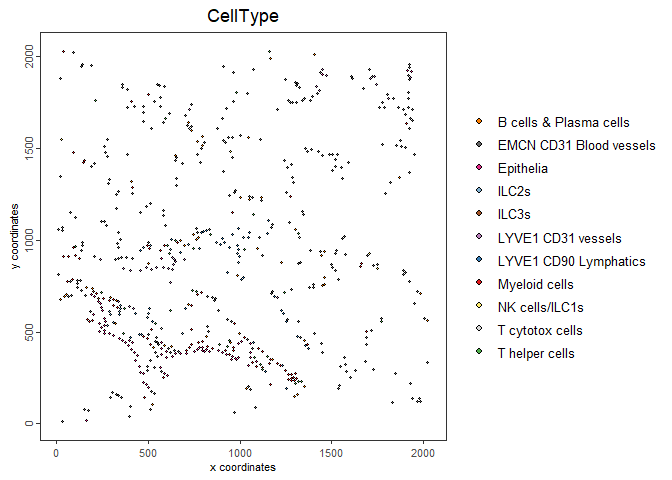 CellType
2000
1500
1000
500
0
y coordinates
0
500
1000
1500
2000
x coordinates
B cells & Plasma cells
EMCN CD31 Blood vessels
Epithelia
ILC2s
ILC3s
LYVE1 CD31 vessels
LYVE1 CD90 Lymphatics
Myeloid cells
NK cells/ILC1s
T cytotox cells
T helper cells